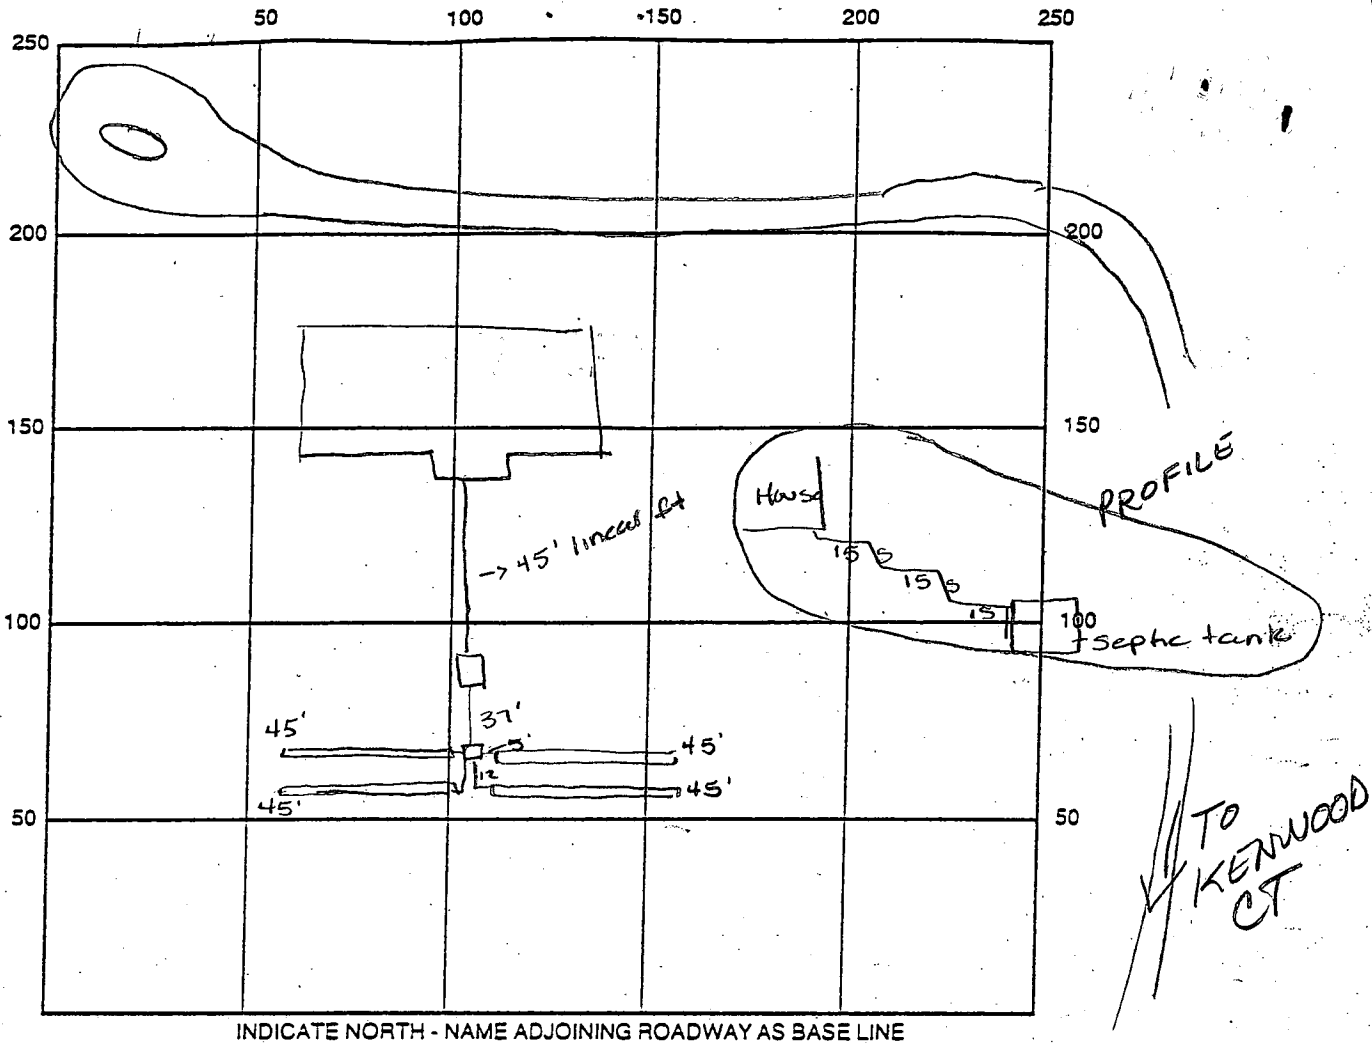 50 100 150 200 250
250
200 200
150 150
PROFILE
House
-> 45' linear ft
15 5
15 5
15
100 100
septic tank
37'
45' 5' 45'
12
45' 45'
50 50
TO
KENWOOD
CT
INDICATE NORTH - NAME ADJOINING ROADWAY AS BASE LINE